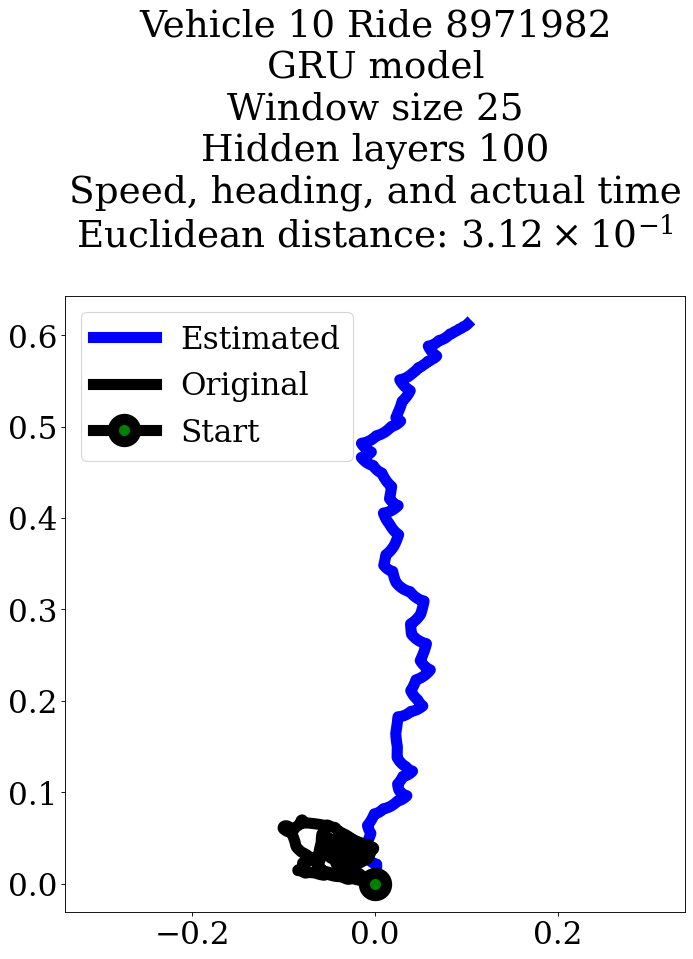 Vehicle 10 Ride 8971982
GRU model
Window size 25
Hidden layers 100
Speed, heading, and actual time
Euclidean distance: 3.12 × 10⁻¹
Estimated
Original
Start
0.6
0.5
0.4
0.3
0.2
0.1
0.0
−0.2 0.0 0.2